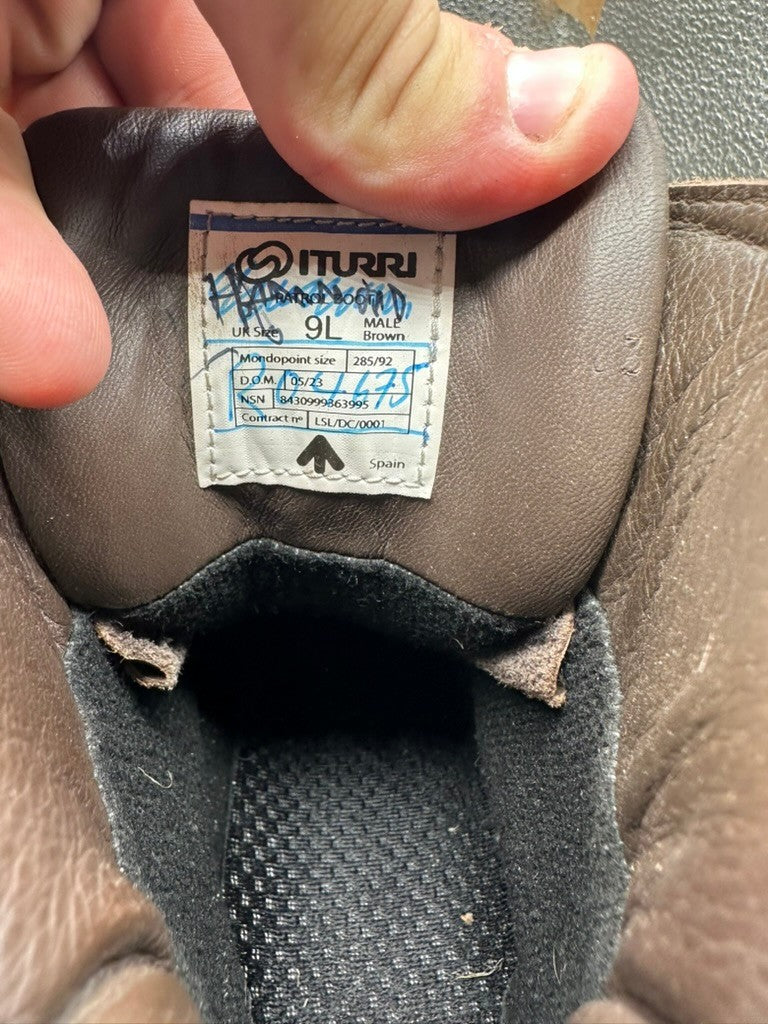 ITURRI
PATROL BOOT
UK Size 9L MALE
Brown
Mondopoint size 285/92
D.O.M. 05/23
NSN 8430999863995
Contract nº LSL/DC/0001
Spain